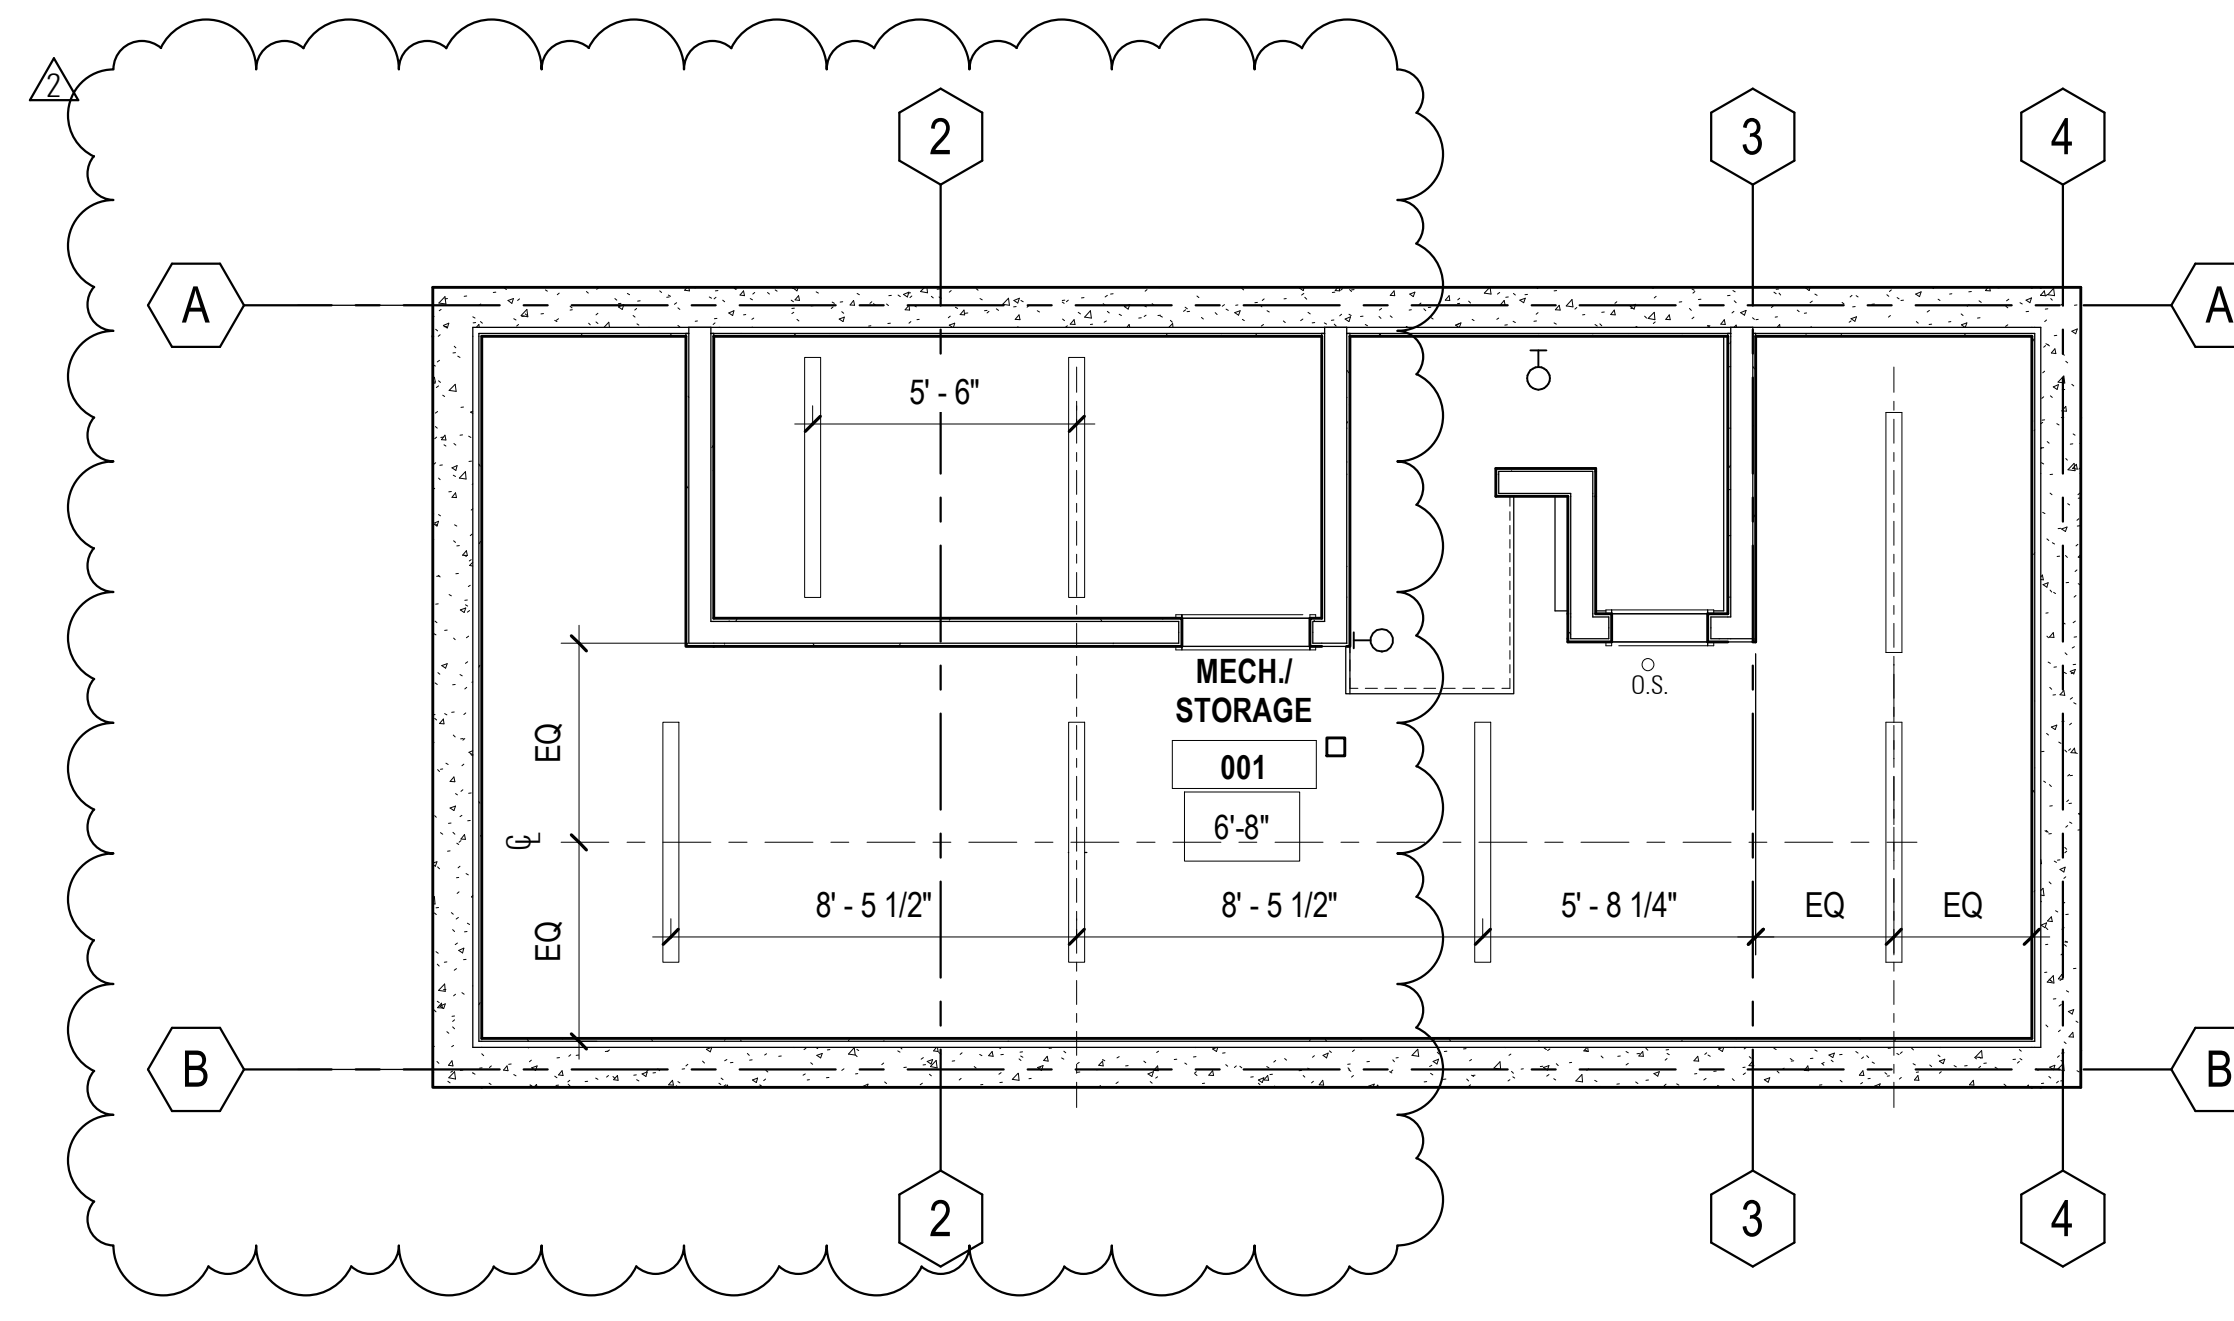 2
2
3
4
A
A
5' - 6"
MECH./
STORAGE
O.S.
001
EQ
6'-8"
CL
8' - 5 1/2"
8' - 5 1/2"
5' - 8 1/4"
EQ
EQ
EQ
B
B
2
3
4